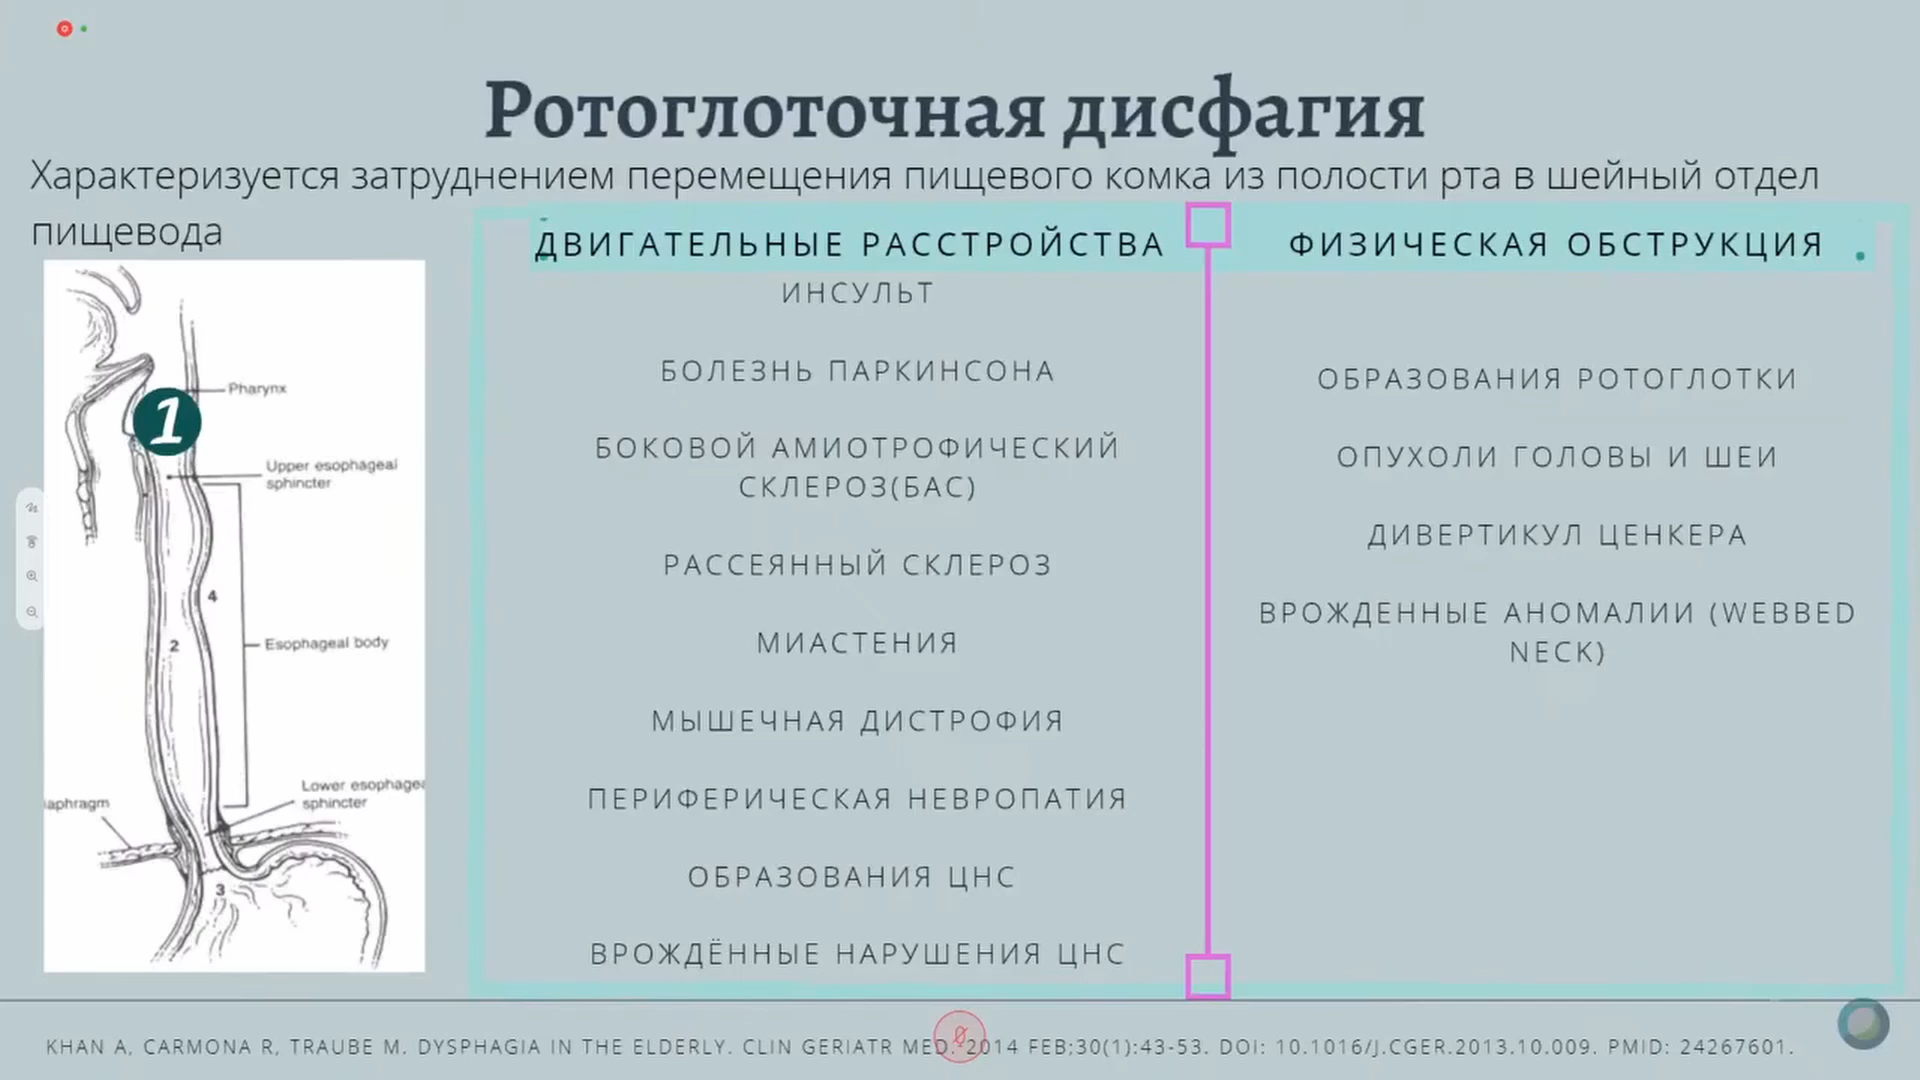 Ротоглоточная дисфагия
Характеризуется затруднением перемещения пищевого комка из полости рта в шейный отдел
пищевода
ДВИГАТЕЛЬНЫЕ РАССТРОЙСТВА
ИНСУЛЬТ
БОЛЕЗНЬ ПАРКИНСОНА
БОКОВОЙ АМИОТРОФИЧЕСКИЙ
СКЛЕРОЗ(БАС)
РАССЕЯННЫЙ СКЛЕРОЗ
МИАСТЕНИЯ
МЫШЕЧНАЯ ДИСТРОФИЯ
ПЕРИФЕРИЧЕСКАЯ НЕВРОПАТИЯ
ОБРАЗОВАНИЯ ЦНС
ВРОЖДЁННЫЕ НАРУШЕНИЯ ЦНС
ФИЗИЧЕСКАЯ ОБСТРУКЦИЯ
ОБРАЗОВАНИЯ РОТОГЛОТКИ
ОПУХОЛИ ГОЛОВЫ И ШЕИ
ДИВЕРТИКУЛ ЦЕНКЕРА
ВРОЖДЕННЫЕ АНОМАЛИИ (WEBBED
NECK)
Pharynx
1
Upper esophageal
sphincter
4
2
Esophageal body
Lower esophagea
sphincter
aphragm
3
KHAN A, CARMONA R, TRAUBE M. DYSPHAGIA IN THE ELDERLY. CLIN GERIATR MED. 2014 FEB;30(1):43-53. DOI: 10.1016/J.CGER.2013.10.009. PMID: 24267601.